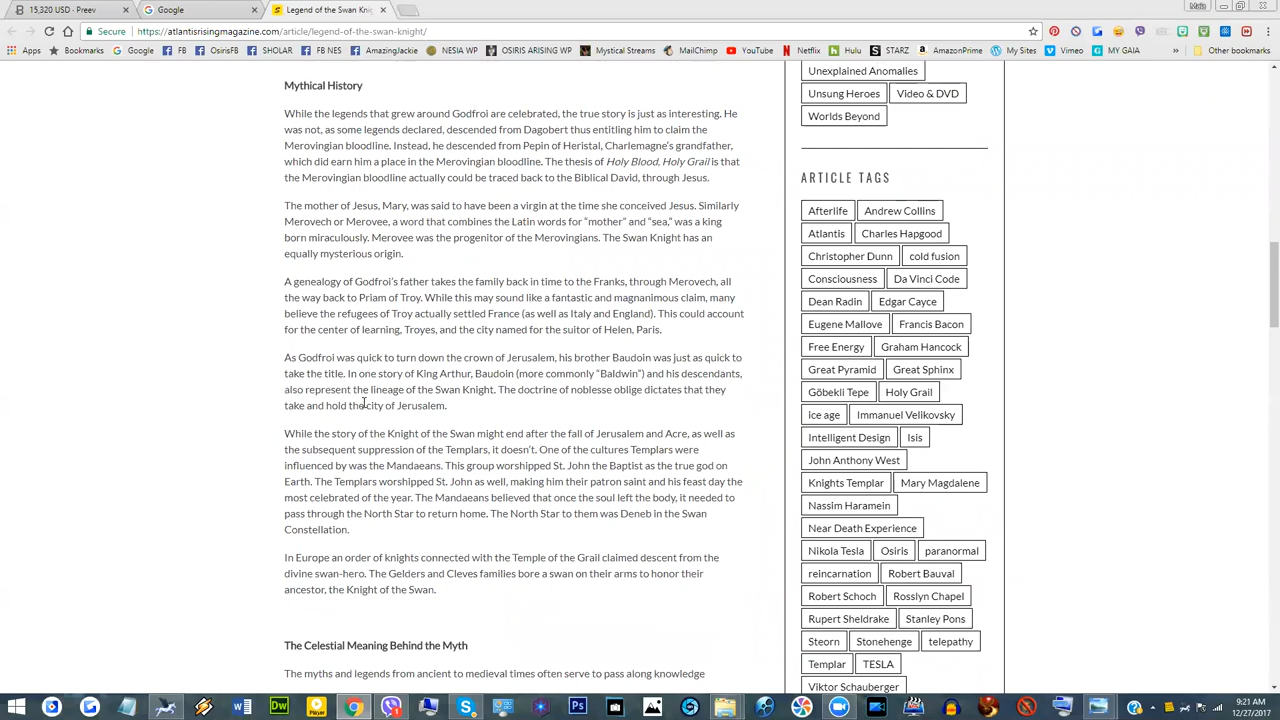 15,320 USD - Preev
Google
Legend of the Swan Knig
Secure
https://atlantisrisingmagazine.com/article/legend-of-the-swan-knight/
Apps
Bookmarks
Google
FB
OsirisFB
SHOLAR
FB NES
AmazingJackie
NESIA WP
OSIRIS ARISING WP
Mystical Streams
MailChimp
YouTube
Netflix
Hulu
STARZ
AmazonPrime
My Sites
Vimeo
MY GAIA
Other bookmarks
Mythical History
While the legends that grew around Godfroi are celebrated, the true story is just as interesting. He
was not, as some legends declared, descended from Dagobert thus entitling him to claim the
Merovingian bloodline. Instead, he descended from Pepin of Heristal, Charlemagne's grandfather,
which did earn him a place in the Merovingian bloodline. The thesis of Holy Blood, Holy Grail is that
the Merovingian bloodline actually could be traced back to the Biblical David, through Jesus.
The mother of Jesus, Mary, was said to have been a virgin at the time she conceived Jesus. Similarly
Merovech or Merovee, a word that combines the Latin words for "mother" and "sea," was a king
born miraculously. Merovee was the progenitor of the Merovingians. The Swan Knight has an
equally mysterious origin.
A genealogy of Godfroi's father takes the family back in time to the Franks, through Merovech, all
the way back to Priam of Troy. While this may sound like a fantastic and magnanimous claim, many
believe the refugees of Troy actually settled France (as well as Italy and England). This could account
for the center of learning, Troyes, and the city named for the suitor of Helen, Paris.
As Godfroi was quick to turn down the crown of Jerusalem, his brother Baudoin was just as quick to
take the title. In one story of King Arthur, Baudoin (more commonly "Baldwin") and his descendants,
also represent the lineage of the Swan Knight. The doctrine of noblesse oblige dictates that they
take and hold the city of Jerusalem.
While the story of the Knight of the Swan might end after the fall of Jerusalem and Acre, as well as
the subsequent suppression of the Templars, it doesn't. One of the cultures Templars were
influenced by was the Mandaeans. This group worshipped St. John the Baptist as the true god on
Earth. The Templars worshipped St. John as well, making him their patron saint and his feast day the
most celebrated of the year. The Mandaeans believed that once the soul left the body, it needed to
pass through the North Star to return home. The North Star to them was Deneb in the Swan
Constellation.
In Europe an order of knights connected with the Temple of the Grail claimed descent from the
divine swan-hero. The Gelders and Cleves families bore a swan on their arms to honor their
ancestor, the Knight of the Swan.
The Celestial Meaning Behind the Myth
The myths and legends from ancient to medieval times often serve to pass along knowledge
Unexplained Anomalies
Unsung Heroes
Video & DVD
Worlds Beyond
ARTICLE TAGS
Afterlife
Andrew Collins
Atlantis
Charles Hapgood
Christopher Dunn
cold fusion
Consciousness
Da Vinci Code
Dean Radin
Edgar Cayce
Eugene Mallove
Francis Bacon
Free Energy
Graham Hancock
Great Pyramid
Great Sphinx
Göbekli Tepe
Holy Grail
ice age
Immanuel Velikovsky
Intelligent Design
Isis
John Anthony West
Knights Templar
Mary Magdalene
Nassim Haramein
Near Death Experience
Nikola Tesla
Osiris
paranormal
reincarnation
Robert Bauval
Robert Schoch
Rosslyn Chapel
Rupert Sheldrake
Stanley Pons
Steorn
Stonehenge
telepathy
Templar
TESLA
Viktor Schauberger
9:21 AM
12/27/2017